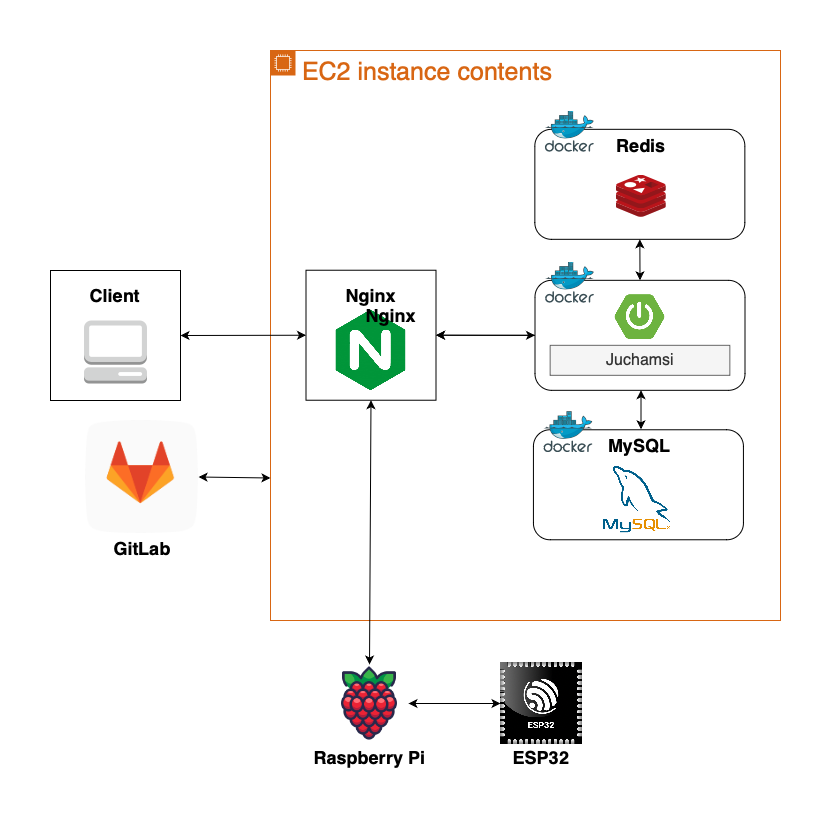 EC2 instance contents
docker
Redis
docker
Client
Nginx
Nginx
Juchamsi
docker
MySQL
MySQL
GitLab
ESP32
Raspberry Pi
ESP32